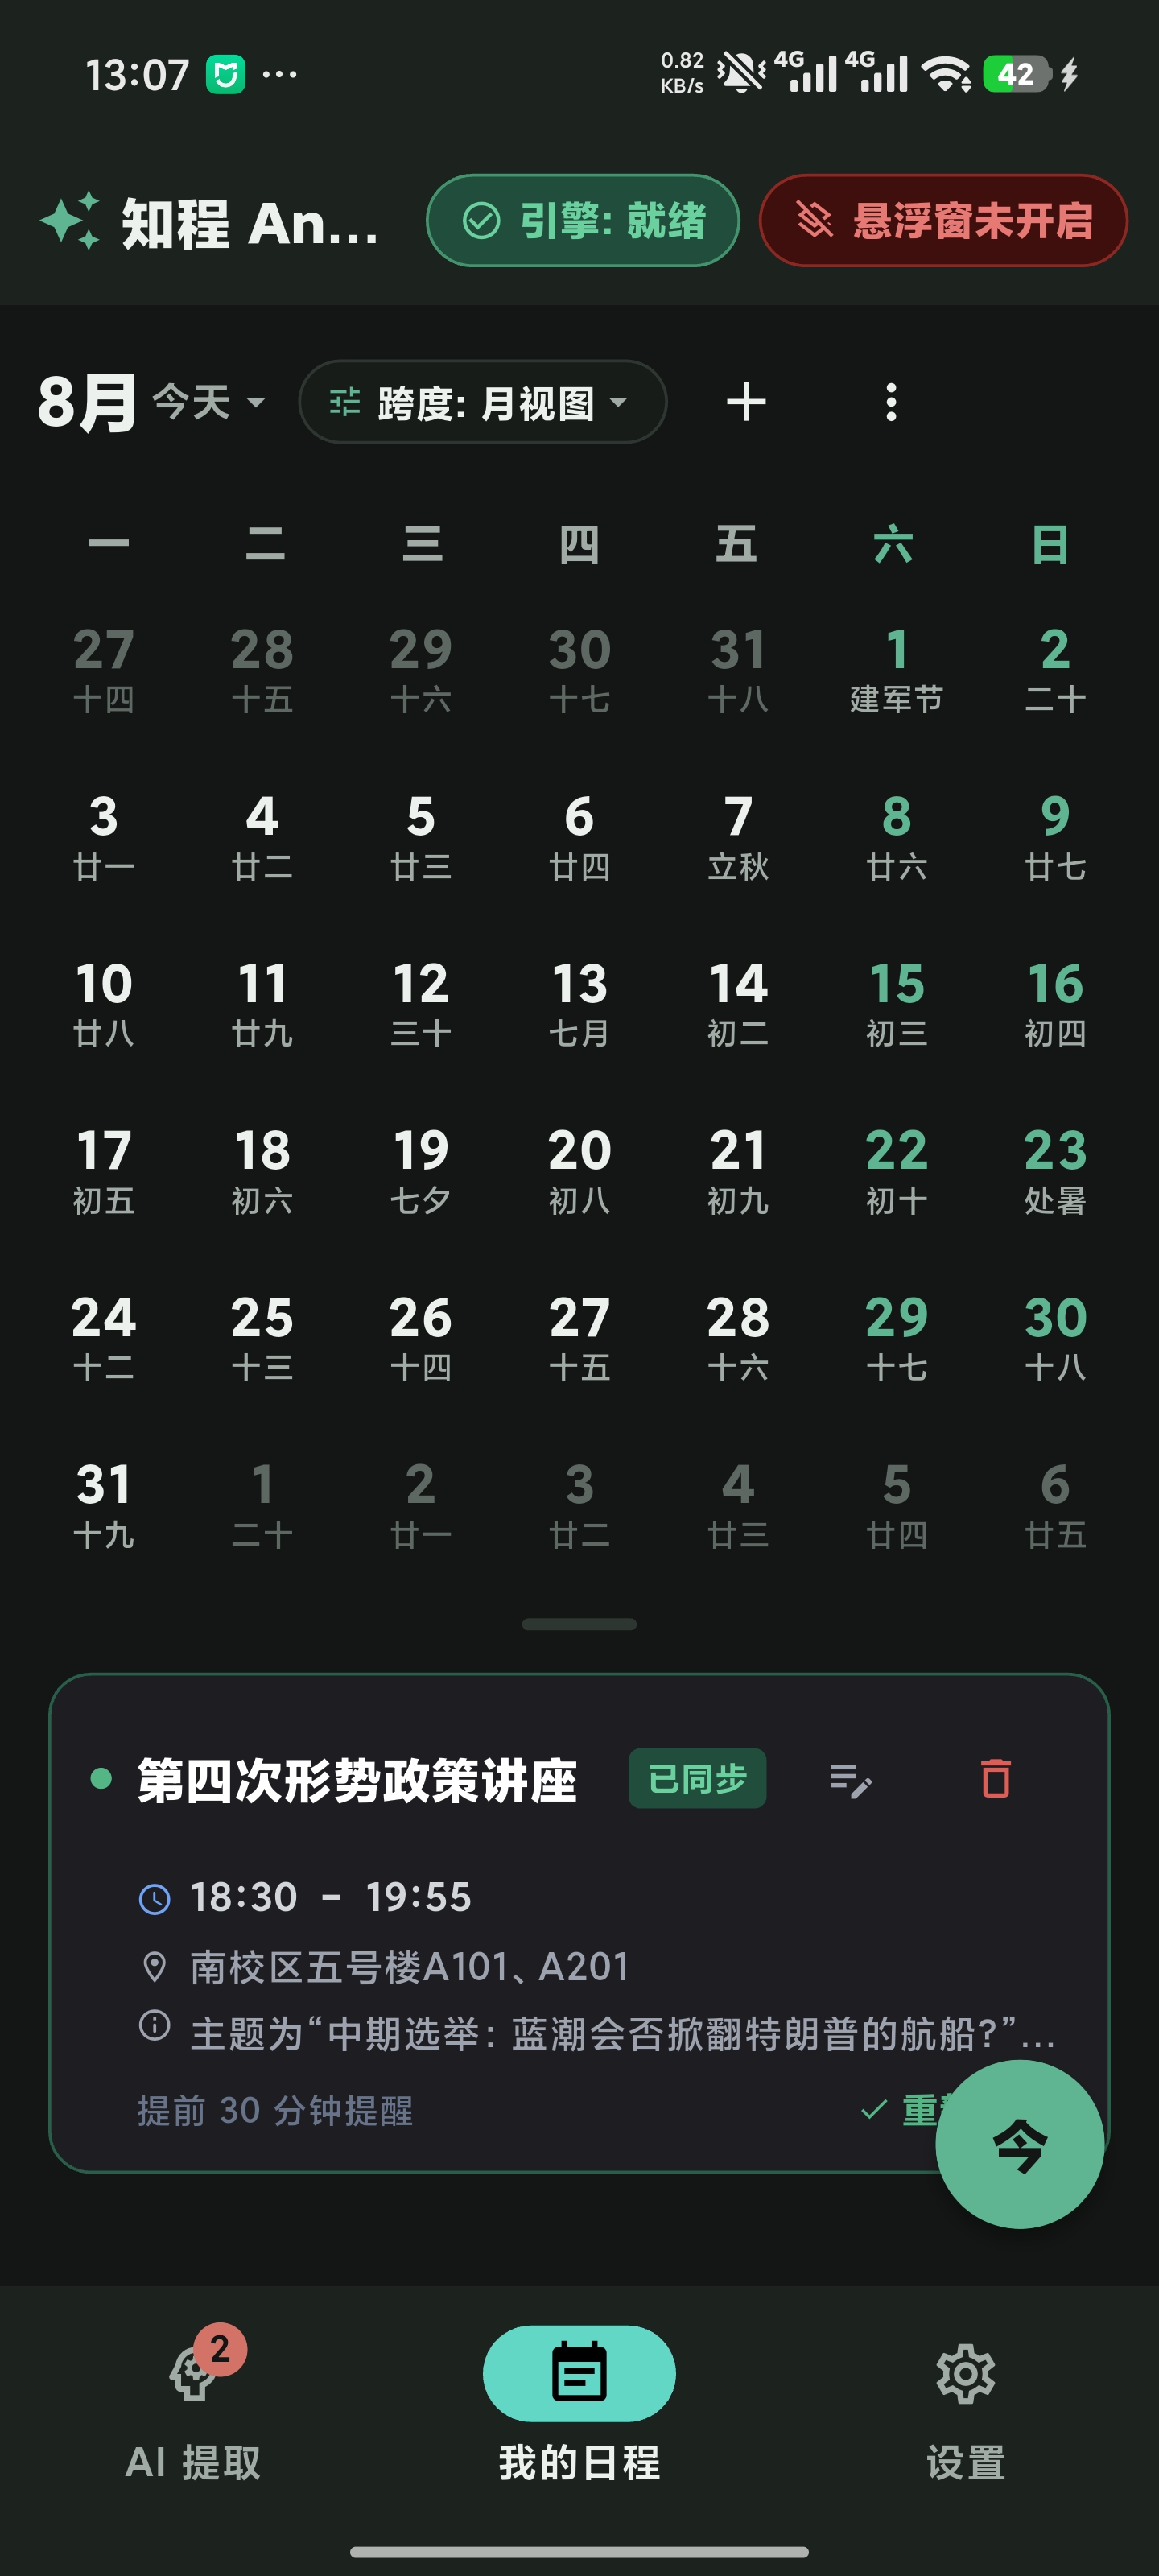 13:07 ...
0.82 KB/s 4G 4G 42
知程 An...
引擎: 就绪
悬浮窗未开启
8月 今天
跨度: 月视图
一 二 三 四 五 六 日
27 28 29 30 31 1 2
十四 十五 十六 十七 十八 建军节 二十
3 4 5 6 7 8 9
廿一 廿二 廿三 廿四 立秋 廿六 廿七
10 11 12 13 14 15 16
廿八 廿九 三十 七月 初二 初三 初四
17 18 19 20 21 22 23
初五 初六 七夕 初八 初九 初十 处暑
24 25 26 27 28 29 30
十二 十三 十四 十五 十六 十七 十八
31 1 2 3 4 5 6
十九 二十 廿一 廿二 廿三 廿四 廿五
第四次形势政策讲座 已同步
18:30 - 19:55
南校区五号楼A101、A201
主题为“中期选举：蓝潮会否掀翻特朗普的航船?”...
提前 30 分钟提醒 重
今
2
AI 提取 我的日程 设置